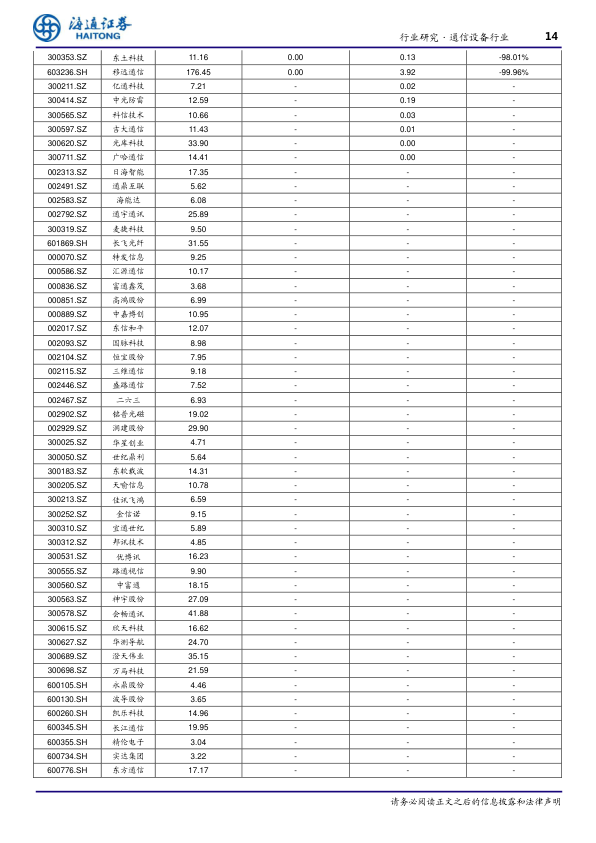 海通证券
HAITONG
行业研究·通信设备行业 14
300353.SZ 东土科技 11.16 0.00 0.13 -98.01%
603236.SH 移远通信 176.45 0.00 3.92 -99.96%
300211.SZ 亿通科技 7.21 - 0.02 -
300414.SZ 中光防雷 12.59 - 0.19 -
300565.SZ 科信技术 10.66 - 0.03 -
300597.SZ 吉大通信 11.43 - 0.01 -
300620.SZ 光库科技 33.90 - 0.00 -
300711.SZ 广哈通信 14.41 - 0.00 -
002313.SZ 日海智能 17.35 - - -
002491.SZ 通鼎互联 5.62 - - -
002583.SZ 海能达 6.08 - - -
002792.SZ 通宇通讯 25.89 - - -
300319.SZ 麦捷科技 9.50 - - -
601869.SH 长飞光纤 31.55 - - -
000070.SZ 特发信息 9.25 - - -
000586.SZ 汇源通信 10.17 - - -
000836.SZ 富通鑫茂 3.68 - - -
000851.SZ 高鸿股份 6.99 - - -
000889.SZ 中嘉博创 10.95 - - -
002017.SZ 东信和平 12.07 - - -
002093.SZ 国脉科技 8.98 - - -
002104.SZ 恒宝股份 7.95 - - -
002115.SZ 三维通信 9.18 - - -
002446.SZ 盛路通信 7.52 - - -
002467.SZ 二六三 6.93 - - -
002902.SZ 铭普光磁 19.02 - - -
002929.SZ 润建股份 29.90 - - -
300025.SZ 华星创业 4.71 - - -
300050.SZ 世纪鼎利 5.64 - - -
300183.SZ 东软载波 14.31 - - -
300205.SZ 天喻信息 10.78 - - -
300213.SZ 佳讯飞鸿 6.59 - - -
300252.SZ 金信诺 9.15 - - -
300310.SZ 宜通世纪 5.89 - - -
300312.SZ 邦讯技术 4.85 - - -
300531.SZ 优博讯 16.23 - - -
300555.SZ 路通视信 9.90 - - -
300560.SZ 中富通 18.15 - - -
300563.SZ 神宇股份 27.09 - - -
300578.SZ 会畅通讯 41.88 - - -
300615.SZ 欣天科技 16.62 - - -
300627.SZ 华测导航 24.70 - - -
300689.SZ 澄天伟业 35.15 - - -
300698.SZ 万马科技 21.59 - - -
600105.SH 永鼎股份 4.46 - - -
600130.SH 波导股份 3.65 - - -
600260.SH 凯乐科技 14.96 - - -
600345.SH 长江通信 19.95 - - -
600355.SH 精伦电子 3.04 - - -
600734.SH 实达集团 3.22 - - -
600776.SH 东方通信 17.17 - - -
请务必阅读正文之后的信息披露和法律声明